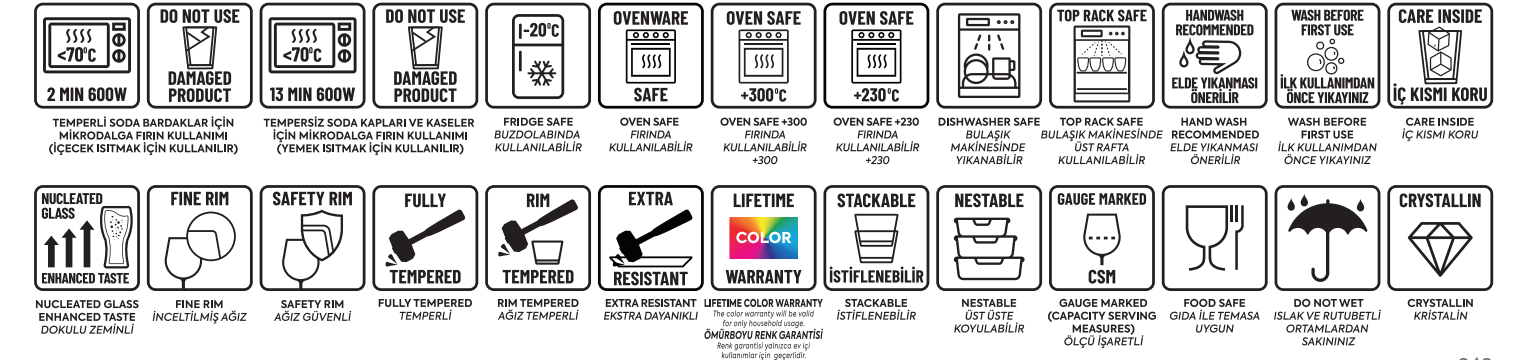 <70°C
2 MIN 600W
TEMPERLİ SODA BARDAKLAR İÇİN
MİKRODALGA FIRIN KULLANIMI
(İÇECEK ISITMAK İÇİN KULLANILIR)
DO NOT USE
DAMAGED
PRODUCT
<70°C
13 MIN 600W
TEMPERSİZ SODA KAPLARI VE KASELER
İÇİN MİKRODALGA FIRIN KULLANIMI
(YEMEK ISITMAK İÇİN KULLANILIR)
DO NOT USE
DAMAGED
PRODUCT
-20°C
FRIDGE SAFE
BUZDOLABINDA
KULLANILABİLİR
OVENWARE
SAFE
OVEN SAFE
FIRINDA
KULLANILABİLİR
OVEN SAFE
+300°C
OVEN SAFE +300
FIRINDA
KULLANILABİLİR
+300
OVEN SAFE
+230°C
OVEN SAFE +230
FIRINDA
KULLANILABİLİR
+230
DISHWASHER SAFE
BULAŞIK
MAKİNESİNDE
YIKANABİLİR
TOP RACK SAFE
TOP RACK SAFE
BULAŞIK MAKİNESİNDE
ÜST RAFTA
KULLANILABİLİR
HANDWASH
RECOMMENDED
ELDE YIKANMASI
ÖNERİLİR
HAND WASH
RECOMMENDED
ELDE YIKANMASI
ÖNERİLİR
WASH BEFORE
FIRST USE
İLK KULLANIMDAN
ÖNCE YIKAYINIZ
WASH BEFORE
FIRST USE
İLK KULLANIMDAN
ÖNCE YIKAYINIZ
CARE INSIDE
İÇ KISMI KORU
CARE INSIDE
İÇ KISMI KORU
NUCLEATED
GLASS
ENHANCED TASTE
NUCLEATED GLASS
ENHANCED TASTE
DOKULU ZEMİNLİ
FINE RIM
FINE RIM
İNCELTİLMİŞ AĞIZ
SAFETY RIM
SAFETY RIM
AĞIZ GÜVENLİ
FULLY
TEMPERED
FULLY TEMPERED
TEMPERLİ
RIM
TEMPERED
RIM TEMPERED
AĞIZ TEMPERLİ
EXTRA
RESISTANT
EXTRA RESISTANT
EKSTRA DAYANIKLI
LIFETIME
COLOR
WARRANTY
LIFETIME COLOR WARRANTY
The color warranty will be valid
for only household usage.
ÖMÜRBOYU RENK GARANTİSİ
Renk garantisi yalnızca ev içi
kullanımlar için geçerlidir.
STACKABLE
İSTİFLENEBİLİR
STACKABLE
İSTİFLENEBİLİR
NESTABLE
NESTABLE
ÜST ÜSTE
KOYULABİLİR
GAUGE MARKED
CSM
GAUGE MARKED
(CAPACITY SERVING
MEASURES)
ÖLÇÜ İŞARETLİ
FOOD SAFE
GIDA İLE TEMASA
UYGUN
DO NOT WET
ISLAK VE RUTUBETLİ
ORTAMLARDAN
SAKININIZ
CRYSTALLIN
CRYSTALLIN
KRİSTALİN